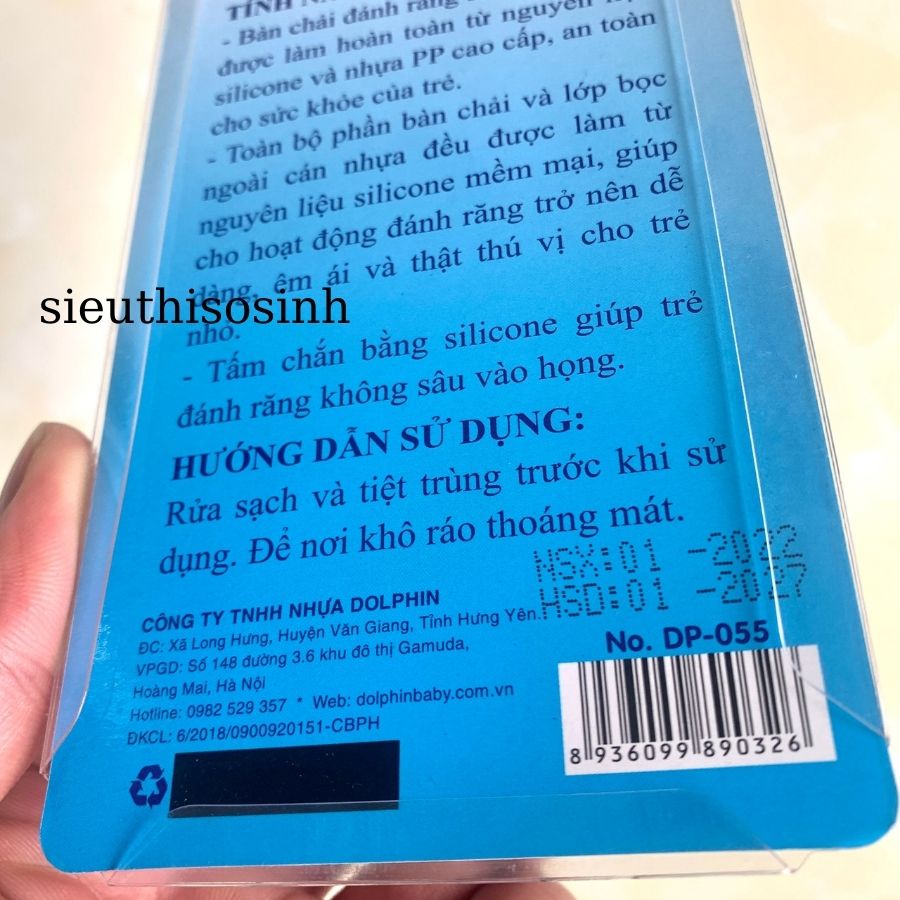 TÍNH
- Bàn chải đánh răng
được làm hoàn toàn từ nguyên
silicone và nhựa PP cao cấp, an toàn
cho sức khỏe của trẻ.
- Toàn bộ phần bàn chải và lớp bọc
ngoài cán nhựa đều được làm từ
nguyên liệu silicone mềm mại, giúp
cho hoạt động đánh răng trở nên dễ
dàng, êm ái và thật thú vị cho trẻ
sieuthisosinh
nhỏ.
- Tấm chắn bằng silicone giúp trẻ
đánh răng không sâu vào họng.
HƯỚNG DẪN SỬ DỤNG:
Rửa sạch và tiệt trùng trước khi sử
dụng. Để nơi khô ráo thoáng mát.
NSX:01 -2022
HSD:01 -2027
CÔNG TY TNHH NHỰA DOLPHIN
ĐC: Xã Long Hưng, Huyện Văn Giang, Tỉnh Hưng Yên.
VPGD: Số 148 đường 3.6 khu đô thị Gamuda,
Hoàng Mai, Hà Nội
Hotline: 0982 529 357 * Web: dolphinbaby.com.vn
ĐKCL: 6/2018/0900920151-CBPH
No. DP-055
8 936099 890326